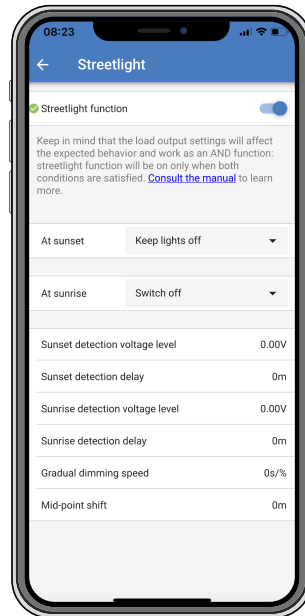 08:23
Streetlight
Streetlight function
Keep in mind that the load output settings will affect
the expected behavior and work as an AND function:
streetlight function will be on only when both
conditions are satisfied. Consult the manual to learn
more.
At sunset Keep lights off
At sunrise Switch off
Sunset detection voltage level 0.00V
Sunset detection delay 0m
Sunrise detection voltage level 0.00V
Sunrise detection delay 0m
Gradual dimming speed 0s/%
Mid-point shift 0m